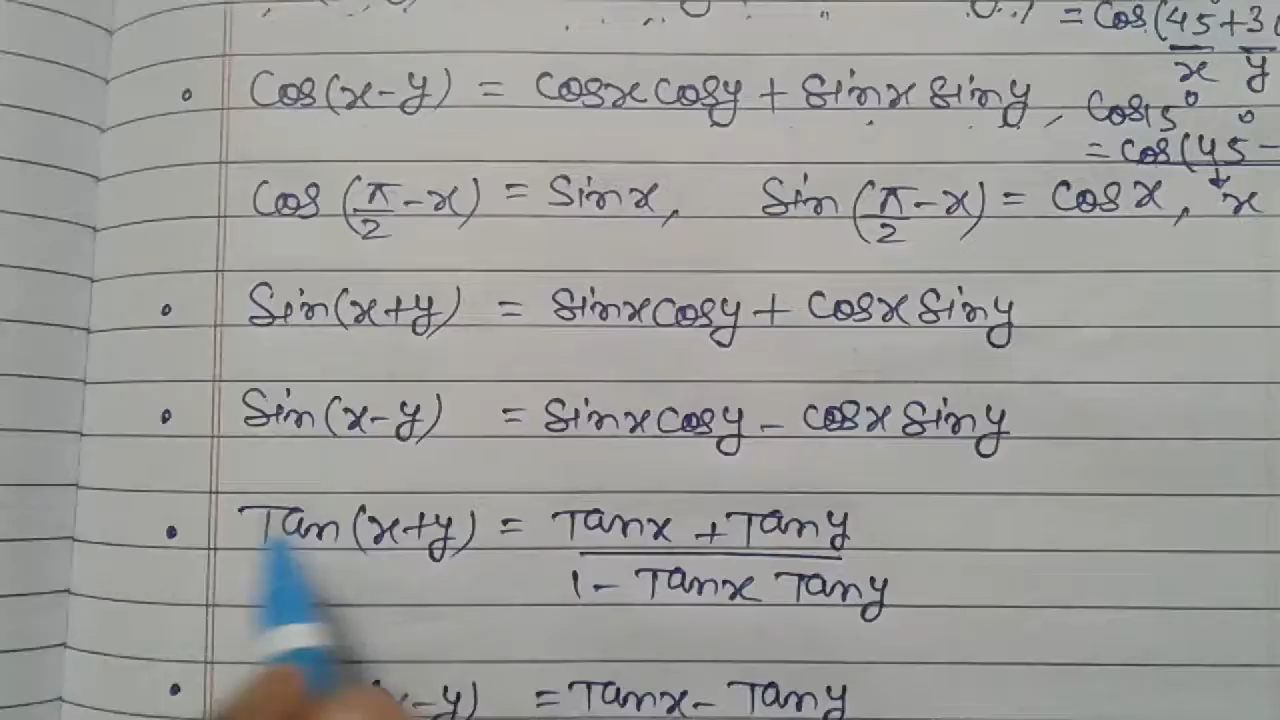 = Cos(45+3
x y
• Cos(x-y) = Cosx Cosy + Sinx Siny, Cos15°
= Cos(45° -
Cos(π/2 - x) = Sinx, Sin(π/2 - x) = Cosx, x
• Sin(x+y) = Sinx Cosy + Cosx Siny
• Sin(x-y) = Sinx Cosy - Cosx Siny
• Tan(x+y) = Tanx + Tany
1 - Tanx Tany
• x-y) = Tanx - Tany